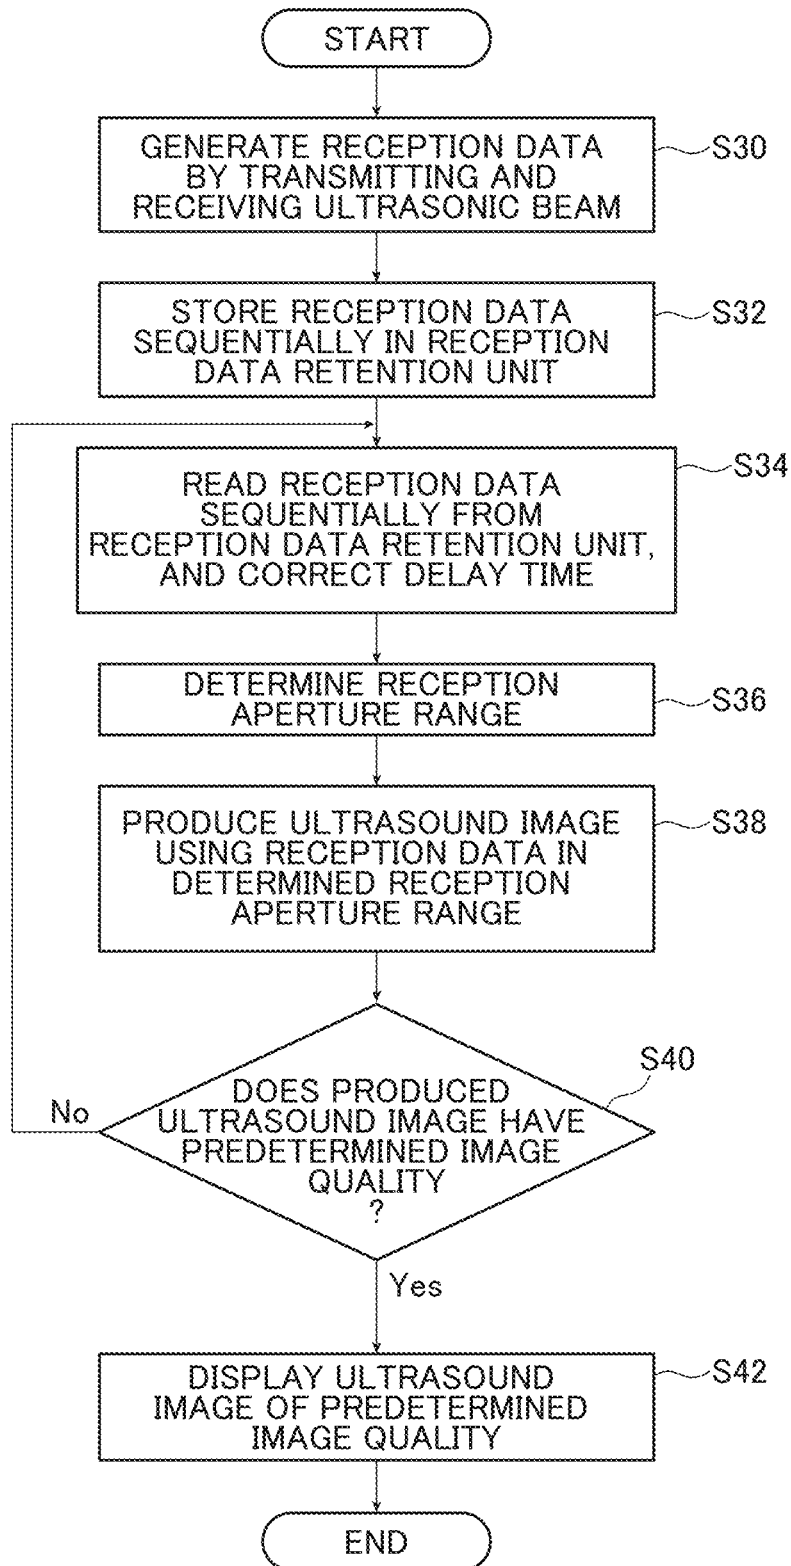 START
GENERATE RECEPTION DATA
BY TRANSMITTING AND
RECEIVING ULTRASONIC BEAM
S30
STORE RECEPTION DATA
SEQUENTIALLY IN RECEPTION
DATA RETENTION UNIT
S32
READ RECEPTION DATA
SEQUENTIALLY FROM
RECEPTION DATA RETENTION UNIT,
AND CORRECT DELAY TIME
S34
DETERMINE RECEPTION
APERTURE RANGE
S36
PRODUCE ULTRASOUND IMAGE
USING RECEPTION DATA IN
DETERMINED RECEPTION
APERTURE RANGE
S38
S40
No
DOES PRODUCED
ULTRASOUND IMAGE HAVE
PREDETERMINED IMAGE
QUALITY
?
Yes
DISPLAY ULTRASOUND
IMAGE OF PREDETERMINED
IMAGE QUALITY
S42
END